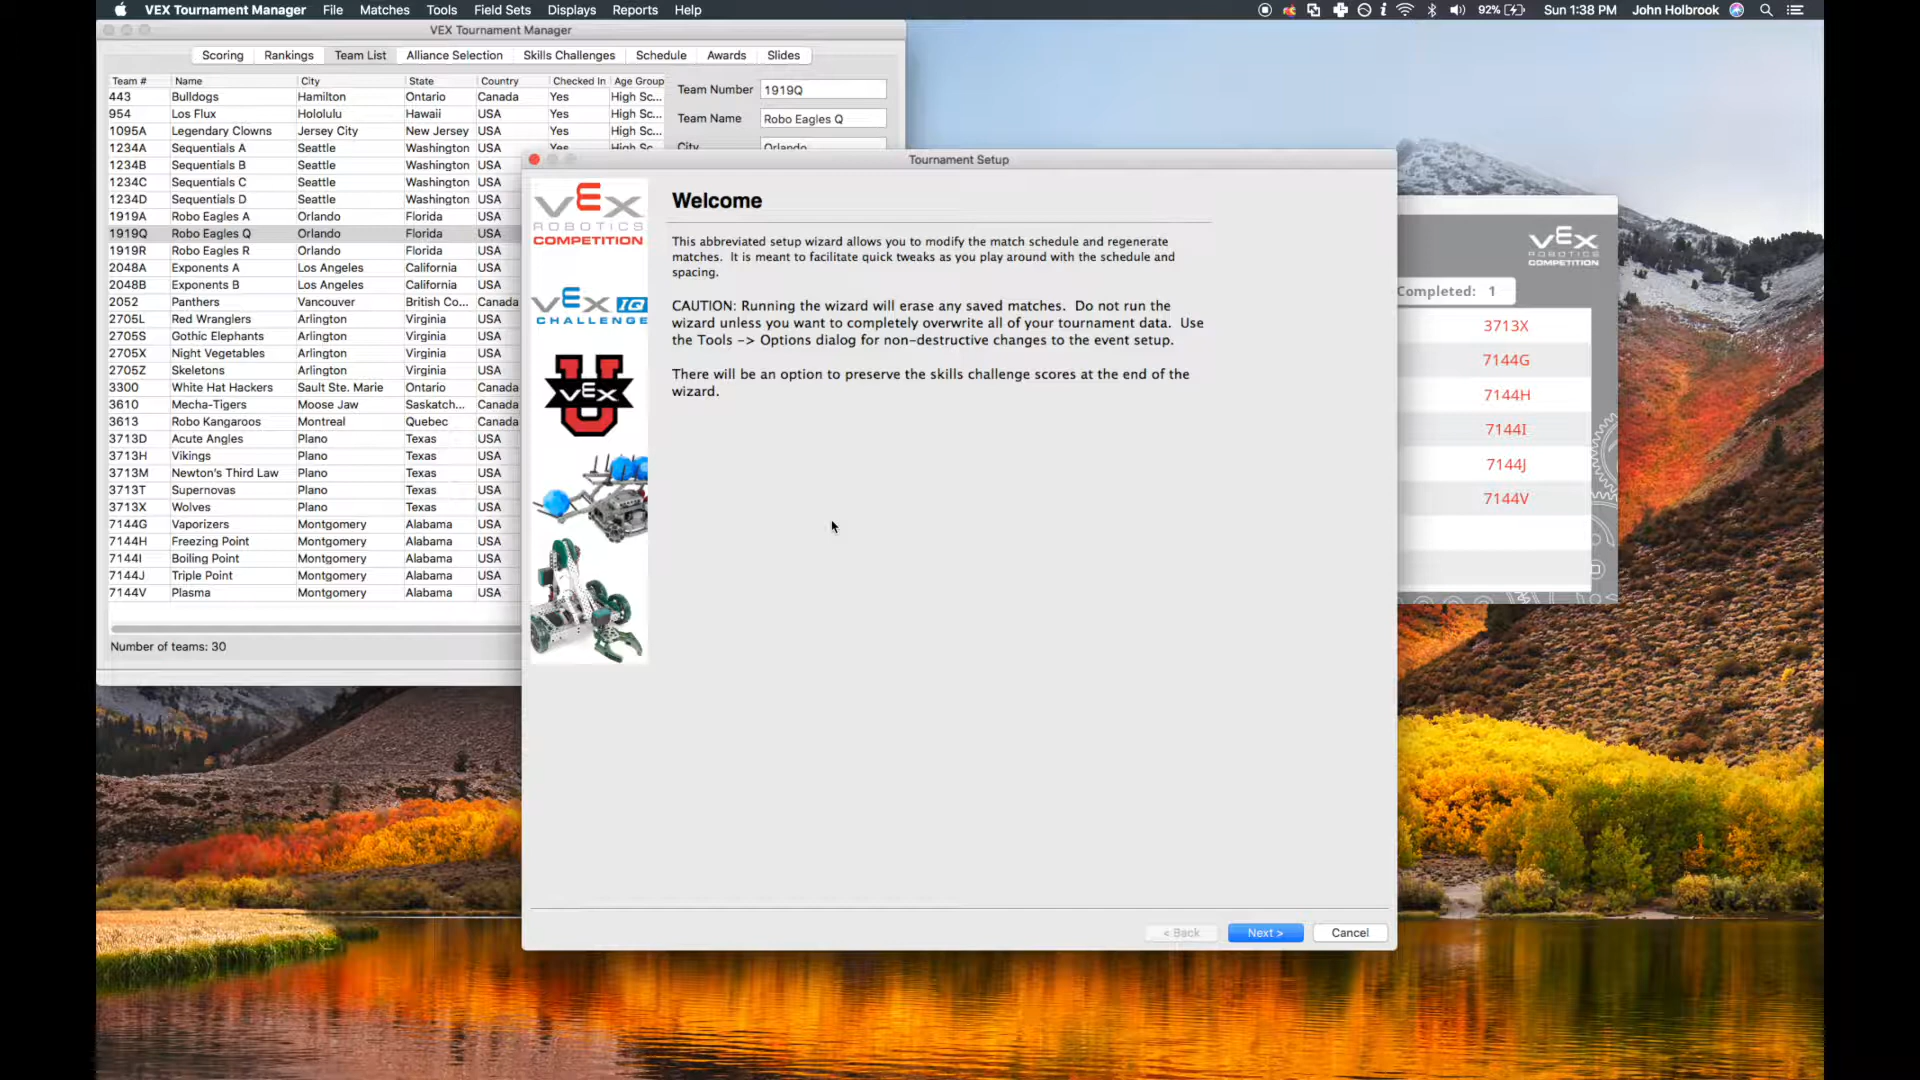 VEX Tournament Manager File Matches Tools Field Sets Displays Reports Help 92% Sun 1:38 PM John Holbrook
VEX Tournament Manager
Scoring Rankings Team List Alliance Selection Skills Challenges Schedule Awards Slides
Team # Name City State Country Checked In Age Group
443 Bulldogs Hamilton Ontario Canada Yes High Sc...
954 Los Flux Hololulu Hawaii USA Yes High Sc...
1095A Legendary Clowns Jersey City New Jersey USA Yes High Sc...
1234A Sequentials A Seattle Washington USA Yes High Sc...
1234B Sequentials B Seattle Washington USA
1234C Sequentials C Seattle Washington USA
1234D Sequentials D Seattle Washington USA
1919A Robo Eagles A Orlando Florida USA
1919Q Robo Eagles Q Orlando Florida USA
1919R Robo Eagles R Orlando Florida USA
2048A Exponents A Los Angeles California USA
2048B Exponents B Los Angeles California USA
2052 Panthers Vancouver British Co... Canada
2705L Red Wranglers Arlington Virginia USA
2705S Gothic Elephants Arlington Virginia USA
2705X Night Vegetables Arlington Virginia USA
2705Z Skeletons Arlington Virginia USA
3300 White Hat Hackers Sault Ste. Marie Ontario Canada
3610 Mecha-Tigers Moose Jaw Saskatch... Canada
3613 Robo Kangaroos Montreal Quebec Canada
3713D Acute Angles Plano Texas USA
3713H Vikings Plano Texas USA
3713M Newton's Third Law Plano Texas USA
3713T Supernovas Plano Texas USA
3713X Wolves Plano Texas USA
7144G Vaporizers Montgomery Alabama USA
7144H Freezing Point Montgomery Alabama USA
7144I Boiling Point Montgomery Alabama USA
7144J Triple Point Montgomery Alabama USA
7144V Plasma Montgomery Alabama USA
Number of teams: 30
Team Number 1919Q
Team Name Robo Eagles Q
City Orlando
Tournament Setup
VEX
ROBOTICS
COMPETITION
VEX IQ
CHALLENGE
VEX U
Welcome
This abbreviated setup wizard allows you to modify the match schedule and regenerate
matches. It is meant to facilitate quick tweaks as you play around with the schedule and
spacing.
CAUTION: Running the wizard will erase any saved matches. Do not run the
wizard unless you want to completely overwrite all of your tournament data. Use
the Tools -> Options dialog for non-destructive changes to the event setup.
There will be an option to preserve the skills challenge scores at the end of the
wizard.
< Back Next > Cancel
VEX
ROBOTICS
COMPETITION
Completed: 1
3713X
7144G
7144H
7144I
7144J
7144V